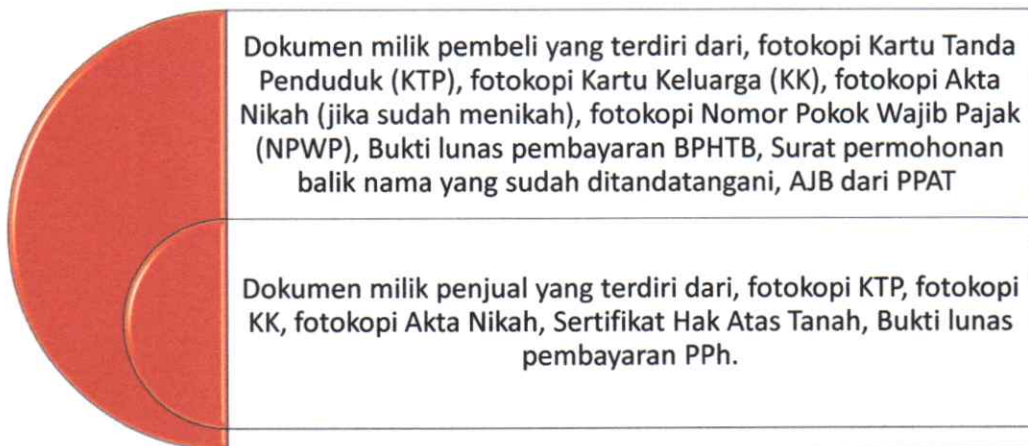 Dokumen milik pembeli yang terdiri dari, fotokopi Kartu Tanda
Penduduk (KTP), fotokopi Kartu Keluarga (KK), fotokopi Akta
Nikah (jika sudah menikah), fotokopi Nomor Pokok Wajib Pajak
(NPWP), Bukti lunas pembayaran BPHTB, Surat permohonan
balik nama yang sudah ditandatangani, AJB dari PPAT
Dokumen milik penjual yang terdiri dari, fotokopi KTP, fotokopi
KK, fotokopi Akta Nikah, Sertifikat Hak Atas Tanah, Bukti lunas
pembayaran PPh.